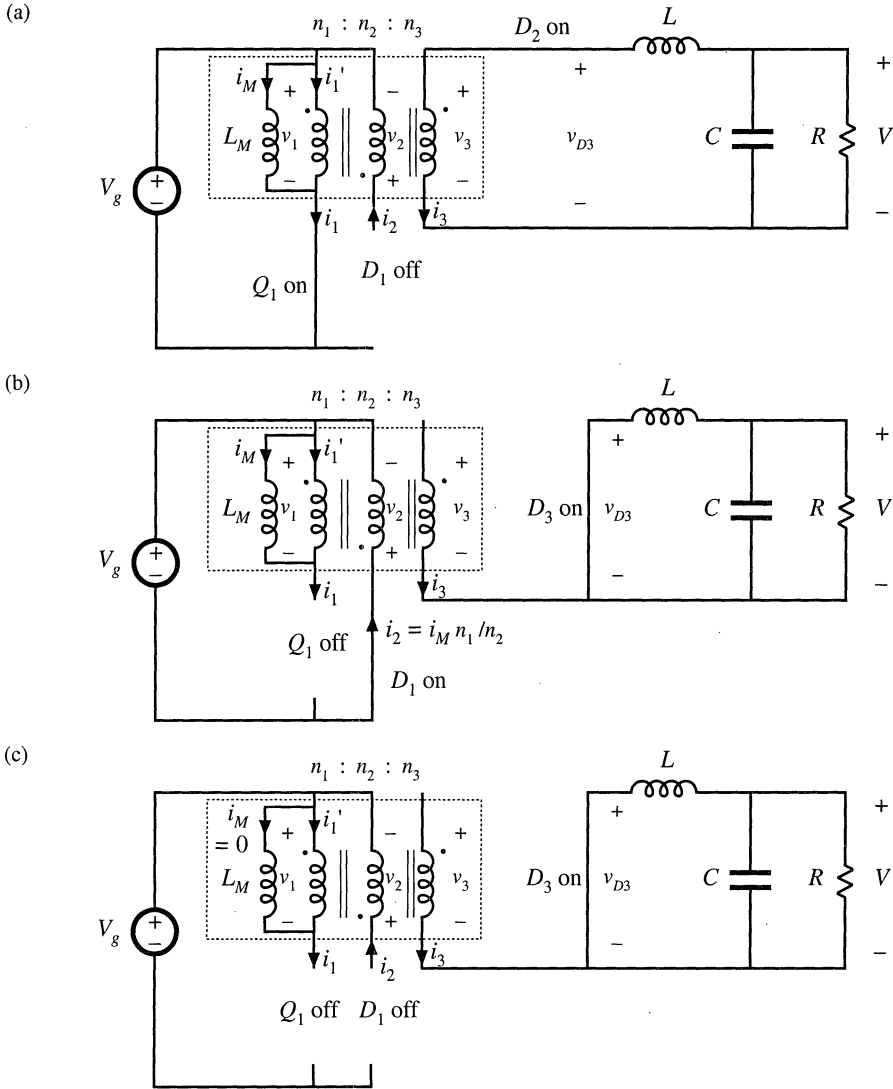 (a)
n1 : n2 : n3
D2 on
L
iM
i1'
+
−
+
+
+
LM
v1
v2
v3
vD3
C
R
V
Vg
+
−
−
+
−
−
−
i1
i2
i3
Q1 on
D1 off
(b)
n1 : n2 : n3
L
iM
i1'
+
−
+
+
+
LM
v1
v2
v3
D3 on
vD3
C
R
V
Vg
+
−
−
+
−
−
−
i1
i3
Q1 off
i2 = iM n1/n2
D1 on
(c)
n1 : n2 : n3
L
iM
= 0
i1'
+
−
+
+
+
LM
v1
v2
v3
D3 on
vD3
C
R
V
Vg
+
−
−
+
−
−
−
i1
i2
i3
Q1 off D1 off